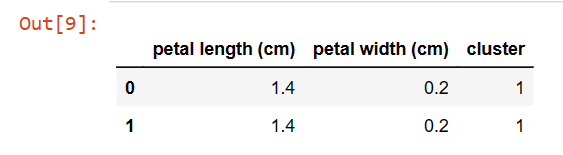 Out[9]:
petal length (cm) petal width (cm) cluster
0 1.4 0.2 1
1 1.4 0.2 1